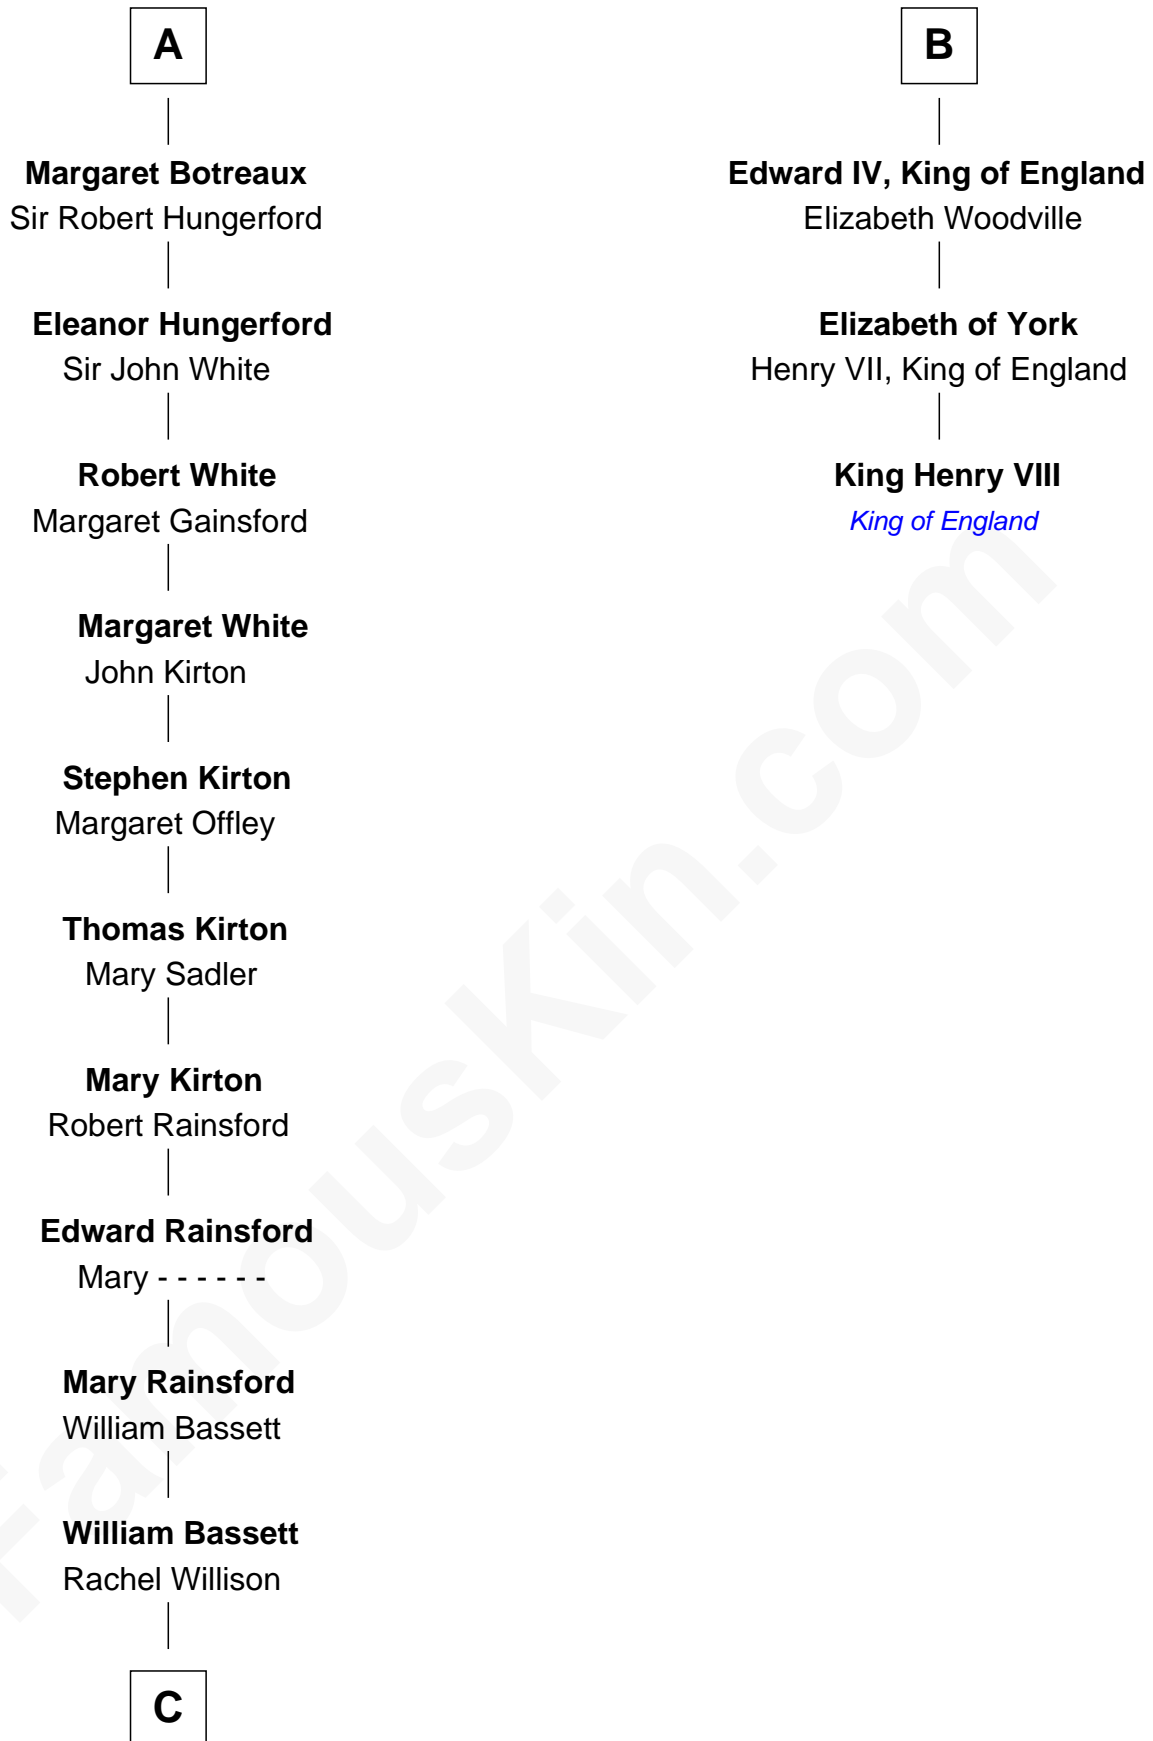 A
Margaret Botreaux
Sir Robert Hungerford
Eleanor Hungerford
Sir John White
Robert White
Margaret Gainsford
Margaret White
John Kirton
Stephen Kirton
Margaret Offley
Thomas Kirton
Mary Sadler
Mary Kirton
Robert Rainsford
Edward Rainsford
Mary - - - - - -
Mary Rainsford
William Bassett
William Bassett
Rachel Willison
C
B
Edward IV, King of England
Elizabeth Woodville
Elizabeth of York
Henry VII, King of England
King Henry VIII
King of England
FamousKin.com